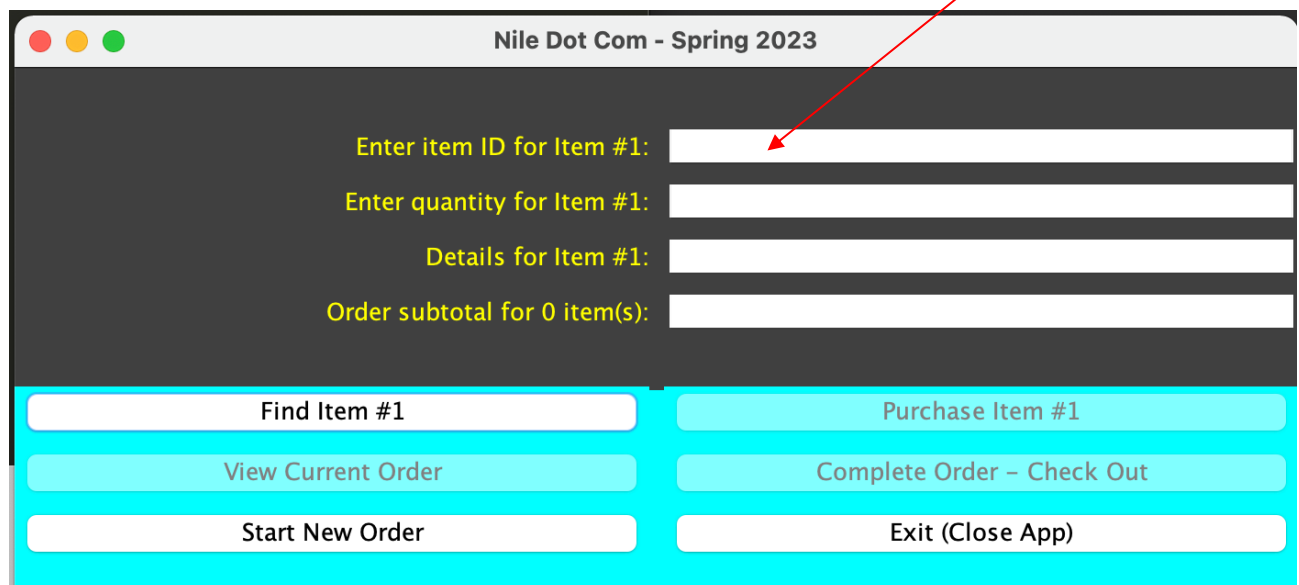 Nile Dot Com - Spring 2023
Enter item ID for Item #1:
Enter quantity for Item #1:
Details for Item #1:
Order subtotal for 0 item(s):
Find Item #1
Purchase Item #1
View Current Order
Complete Order – Check Out
Start New Order
Exit (Close App)